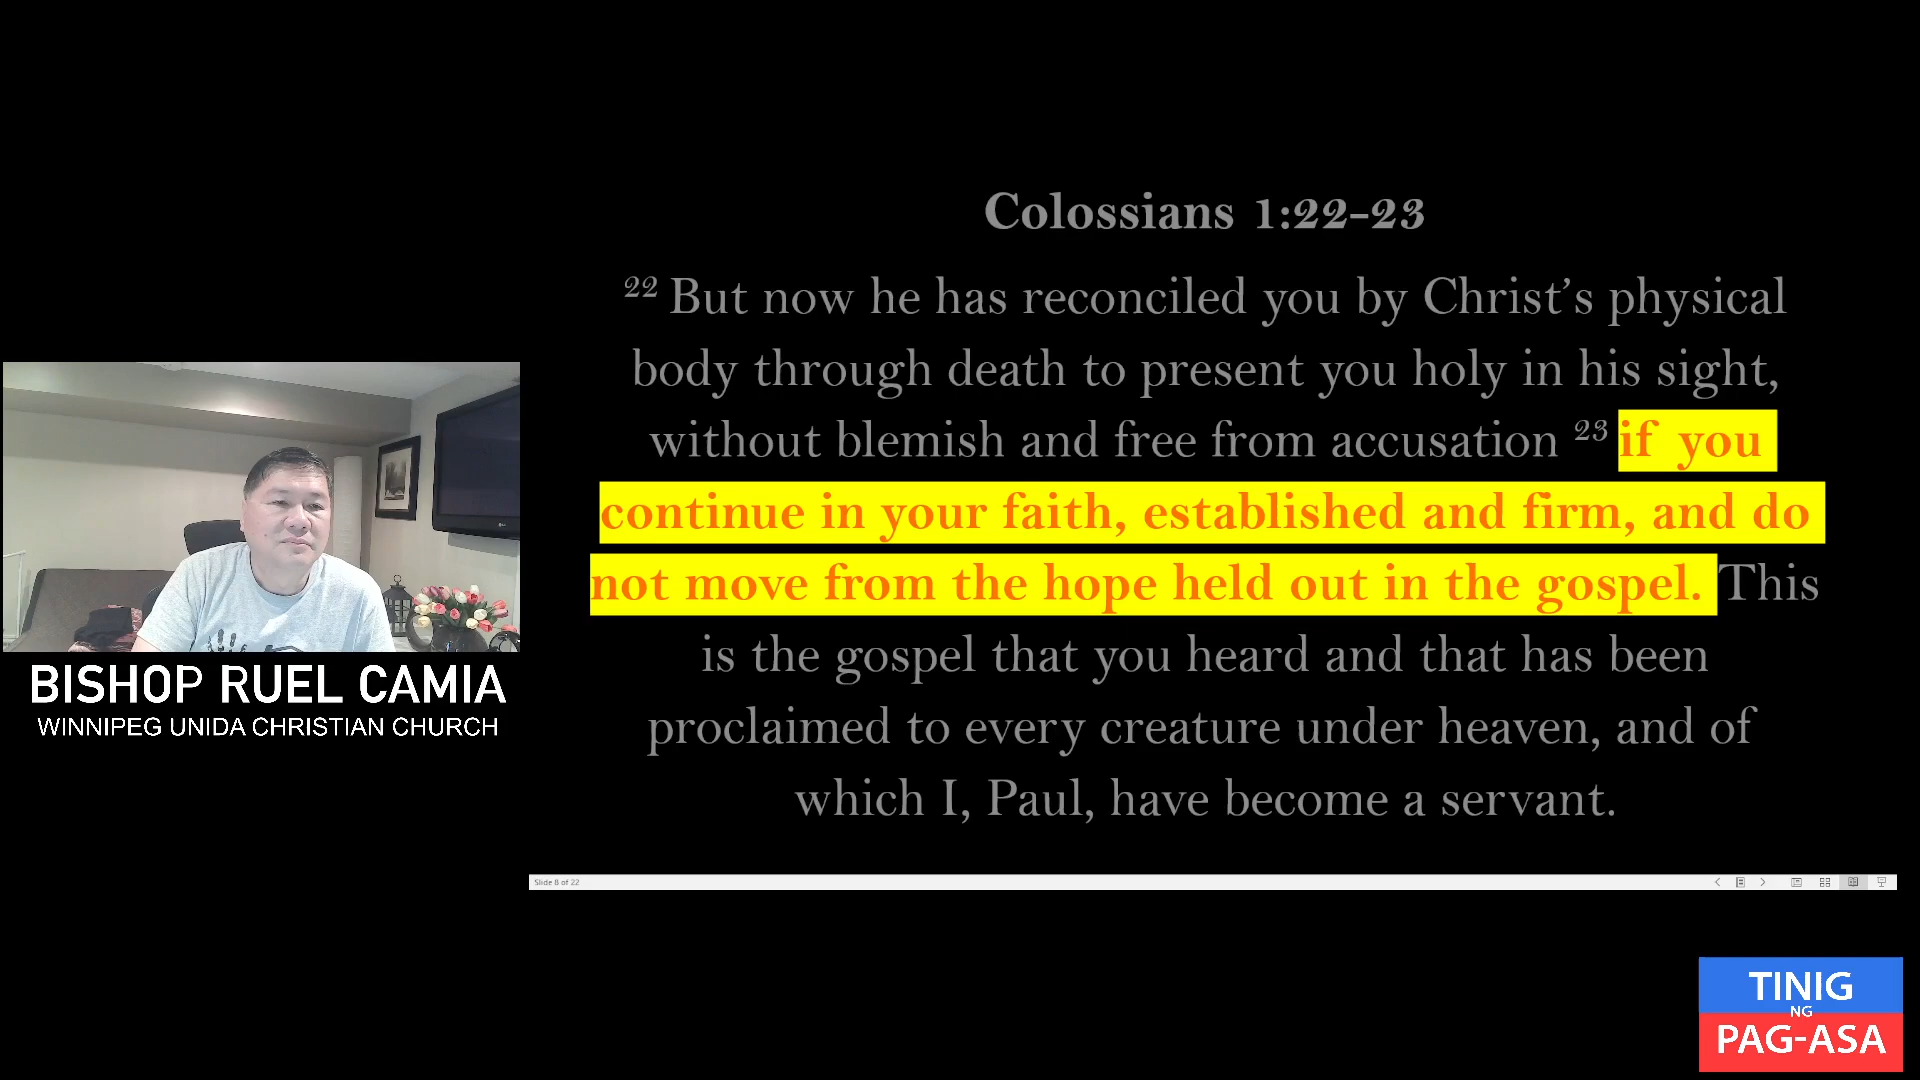 Colossians 1:22-23
22 But now he has reconciled you by Christ's physical
body through death to present you holy in his sight,
without blemish and free from accusation 23 if you
continue in your faith, established and firm, and do
not move from the hope held out in the gospel. This
is the gospel that you heard and that has been
proclaimed to every creature under heaven, and of
which I, Paul, have become a servant.
BISHOP RUEL CAMIA
WINNIPEG UNIDA CHRISTIAN CHURCH
Slide 8 of 22
TINIG
NG
PAG-ASA